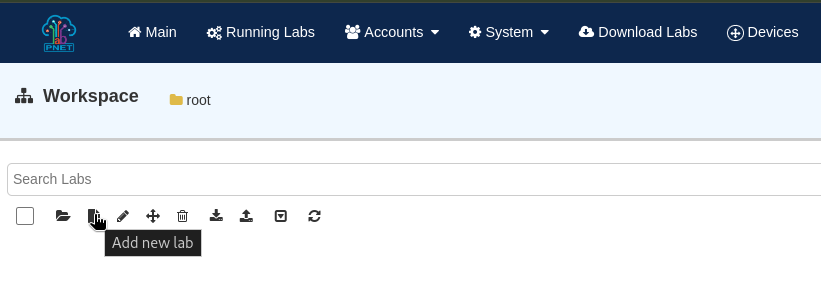 PNET
Main
Running Labs
Accounts
System
Download Labs
Devices
Workspace
root
Search Labs
Add new lab